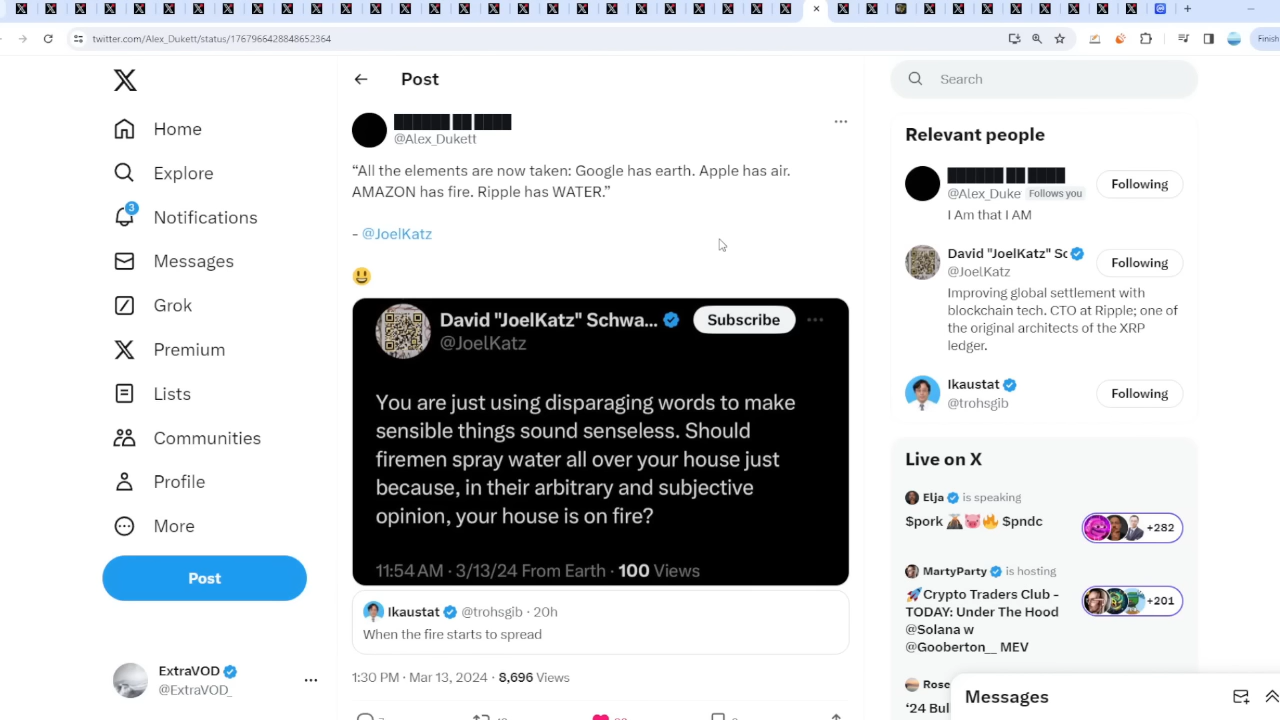 twitter.com/Alex_Dukett/status/1767966428848652364
Finish
Post
Search
Home
Explore
3
Notifications
Messages
Grok
Premium
Lists
Communities
Profile
More
Post
ExtraVOD
@ExtraVOD_
@Alex_Dukett
“All the elements are now taken: Google has earth. Apple has air.
AMAZON has fire. Ripple has WATER.”
- @JoelKatz
David "JoelKatz" Schwa...
Subscribe
@JoelKatz
You are just using disparaging words to make
sensible things sound senseless. Should
firemen spray water all over your house just
because, in their arbitrary and subjective
opinion, your house is on fire?
11:54 AM · 3/13/24 From Earth · 100 Views
Ikaustat @trohsgib · 20h
When the fire starts to spread
1:30 PM · Mar 13, 2024 · 8,696 Views
Relevant people
@Alex_Duke Follows you
Following
I Am that I AM
David "JoelKatz" Sc
@JoelKatz
Following
Improving global settlement with
blockchain tech. CTO at Ripple; one of
the original architects of the XRP
ledger.
Ikaustat
@trohsgib
Following
Live on X
Elja is speaking
$pork $pndc
+282
MartyParty is hosting
Crypto Traders Club -
TODAY: Under The Hood
@Solana w
@Gooberton__ MEV
+201
Rose
‘24 Bul
Messages